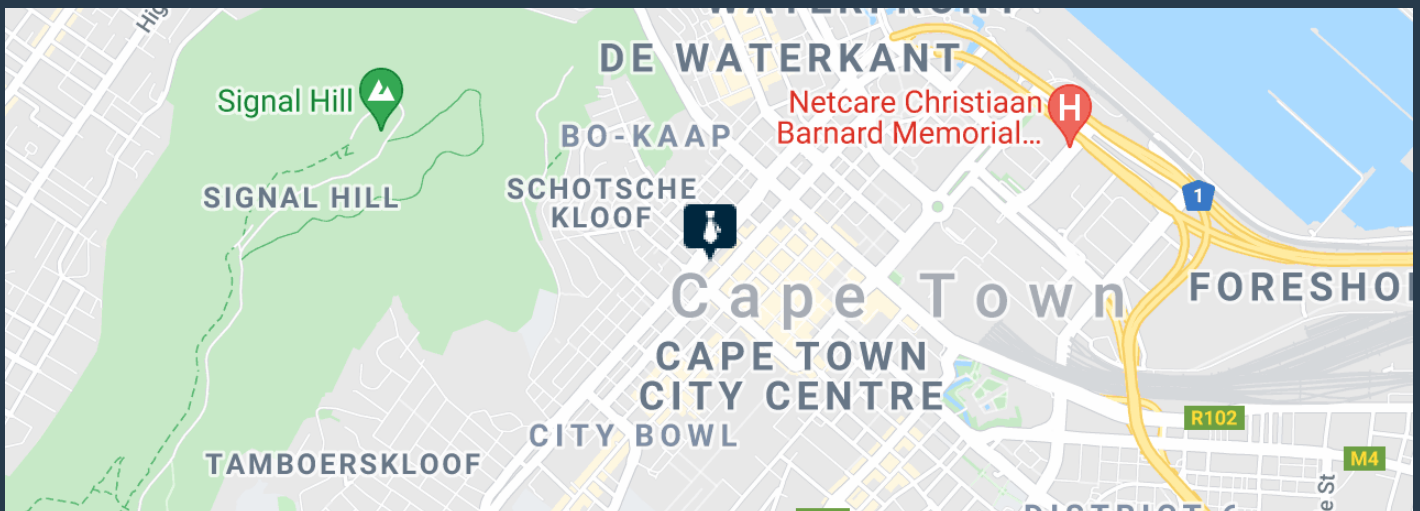 WATERFRONT
DE WATERKANT
Signal Hill
Netcare Christiaan
Barnard Memorial...
H
BO-KAAP
SIGNAL HILL
SCHOTSCHE
KLOOF
1
Cape Town
CAPE TOWN
CITY CENTRE
R102
CITY BOWL
M4
TAMBOERSKLOOF